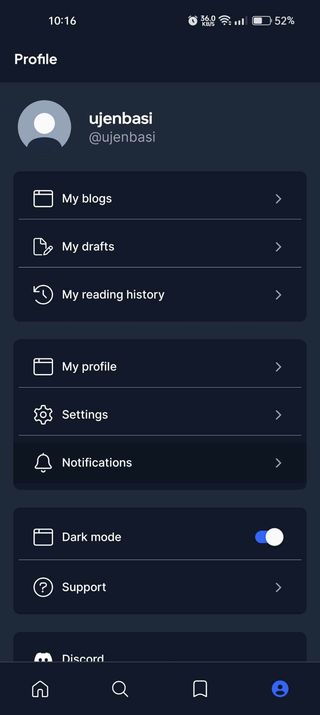 10:16
36.0 KB/S
52%
Profile
ujenbasi
@ujenbasi
My blogs
My drafts
My reading history
My profile
Settings
Notifications
Dark mode
Support
Discord